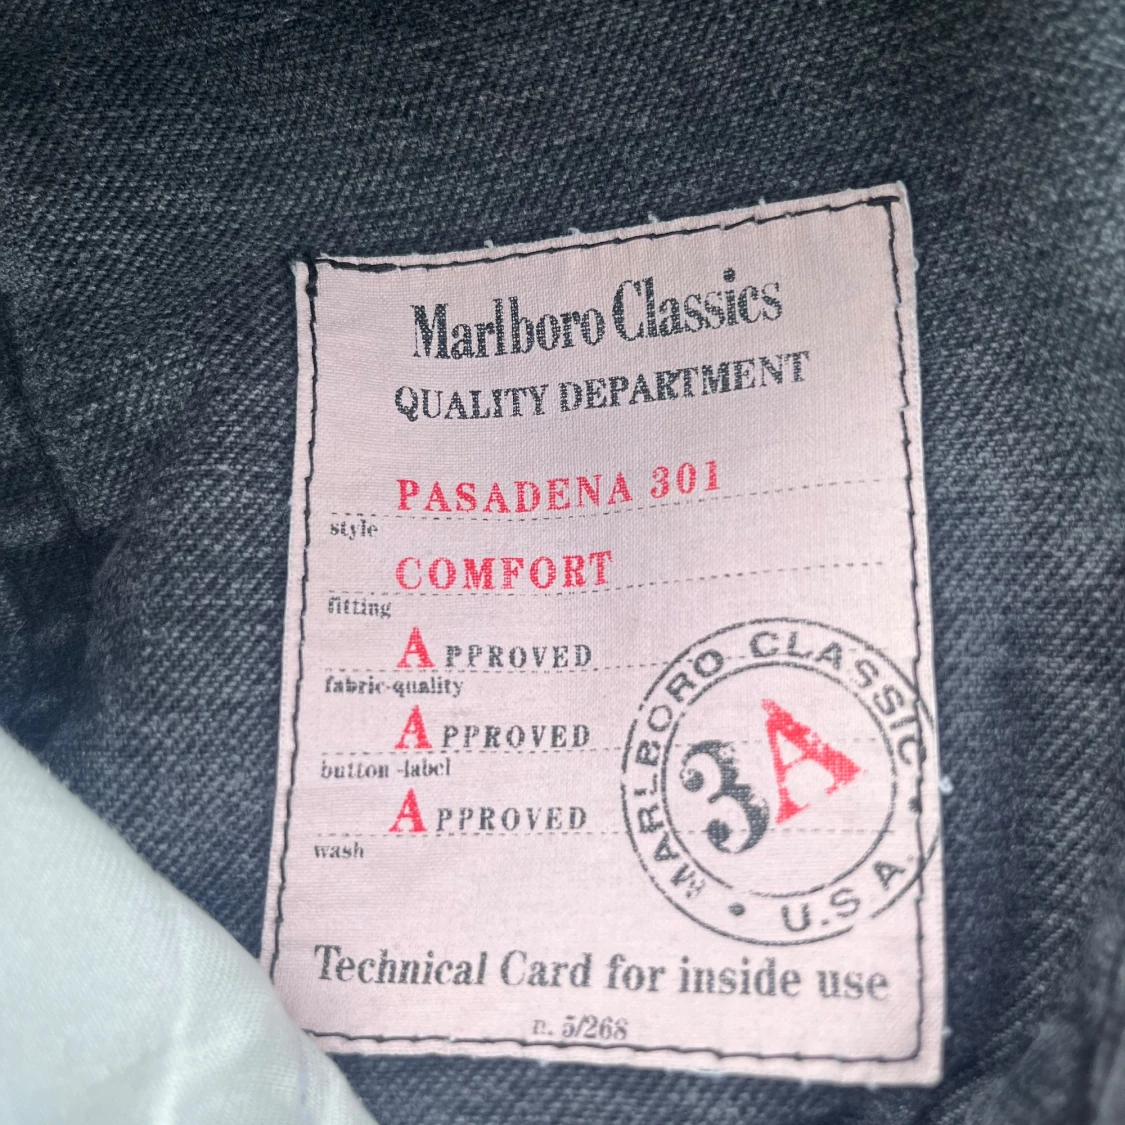 Marlboro Classics
QUALITY DEPARTMENT
PASADENA 301
style
COMFORT
fitting
APPROVED
fabric-quality
APPROVED
button-label
APPROVED
wash
MARLBORO CLASSICS
3A
U.S.A.
Technical Card for inside use
n. 5/268